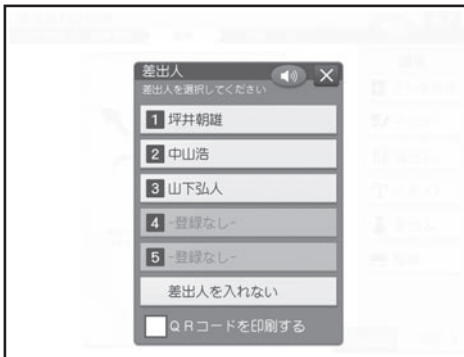 差出人
差出人を選択してください
1 坪井朝雄
2 中山浩
3 山下弘人
4 -登録なし-
5 -登録なし-
差出人を入れない
QRコードを印刷する